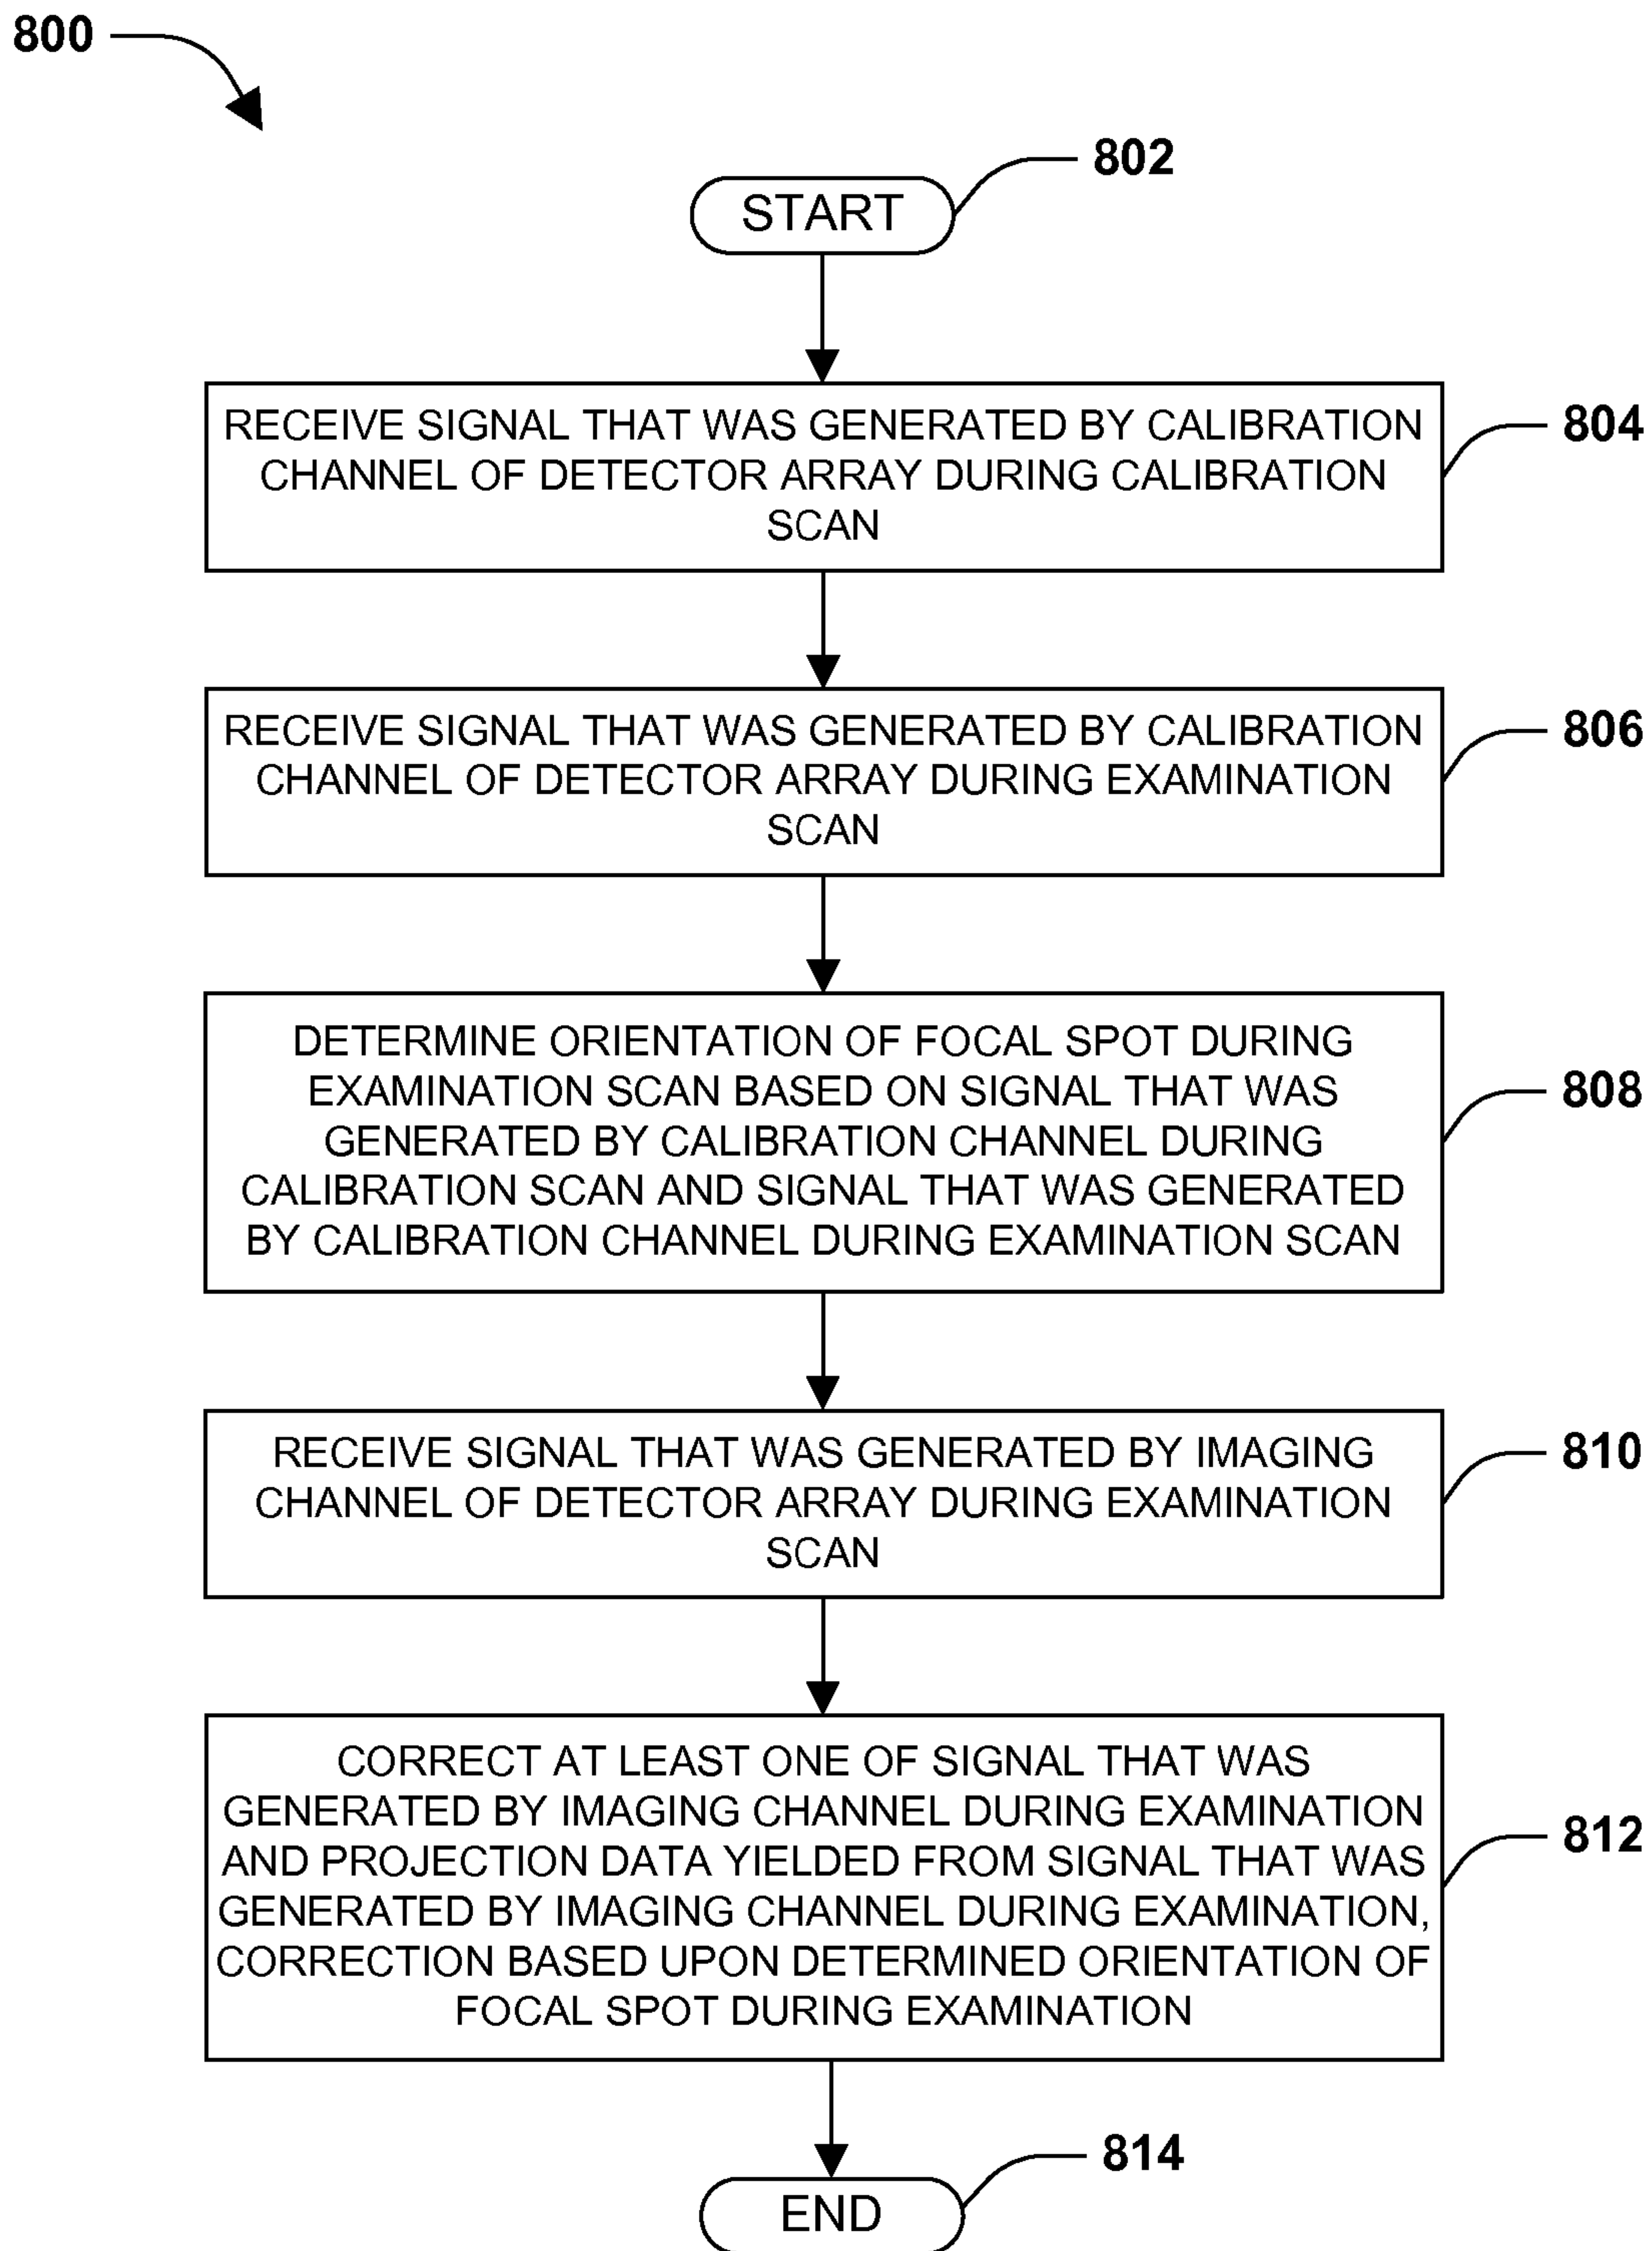 800
802
START
RECEIVE SIGNAL THAT WAS GENERATED BY CALIBRATION
CHANNEL OF DETECTOR ARRAY DURING CALIBRATION
SCAN
804
RECEIVE SIGNAL THAT WAS GENERATED BY CALIBRATION
CHANNEL OF DETECTOR ARRAY DURING EXAMINATION
SCAN
806
DETERMINE ORIENTATION OF FOCAL SPOT DURING
EXAMINATION SCAN BASED ON SIGNAL THAT WAS
GENERATED BY CALIBRATION CHANNEL DURING
CALIBRATION SCAN AND SIGNAL THAT WAS GENERATED
BY CALIBRATION CHANNEL DURING EXAMINATION SCAN
808
RECEIVE SIGNAL THAT WAS GENERATED BY IMAGING
CHANNEL OF DETECTOR ARRAY DURING EXAMINATION
SCAN
810
CORRECT AT LEAST ONE OF SIGNAL THAT WAS
GENERATED BY IMAGING CHANNEL DURING EXAMINATION
AND PROJECTION DATA YIELDED FROM SIGNAL THAT WAS
GENERATED BY IMAGING CHANNEL DURING EXAMINATION,
CORRECTION BASED UPON DETERMINED ORIENTATION OF
FOCAL SPOT DURING EXAMINATION
812
814
END